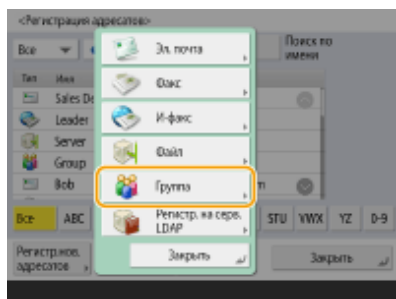 <Регистрация адресатов>
Все
Поиск по
имени
Тип Имя
Эл. почта
Факс
И-факс
Файл
Группа
Регистр. на серв.
LDAP
Закрыть
Sales De
Leader
Server
Group
Bob
Все ABC STU VWX YZ 0-9
Регистр.нов.
адресатов
Закрыть